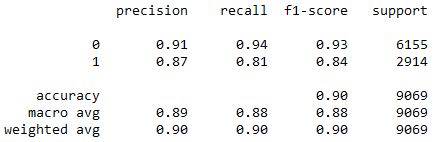 precision recall f1-score support
0 0.91 0.94 0.93 6155
1 0.87 0.81 0.84 2914
accuracy 0.90 9069
macro avg 0.89 0.88 0.88 9069
weighted avg 0.90 0.90 0.90 9069